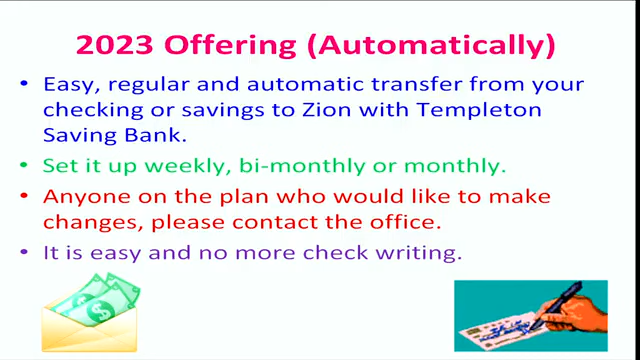 2023 Offering (Automatically)
• Easy, regular and automatic transfer from your
checking or savings to Zion with Templeton
Saving Bank.
• Set it up weekly, bi-monthly or monthly.
• Anyone on the plan who would like to make
changes, please contact the office.
• It is easy and no more check writing.